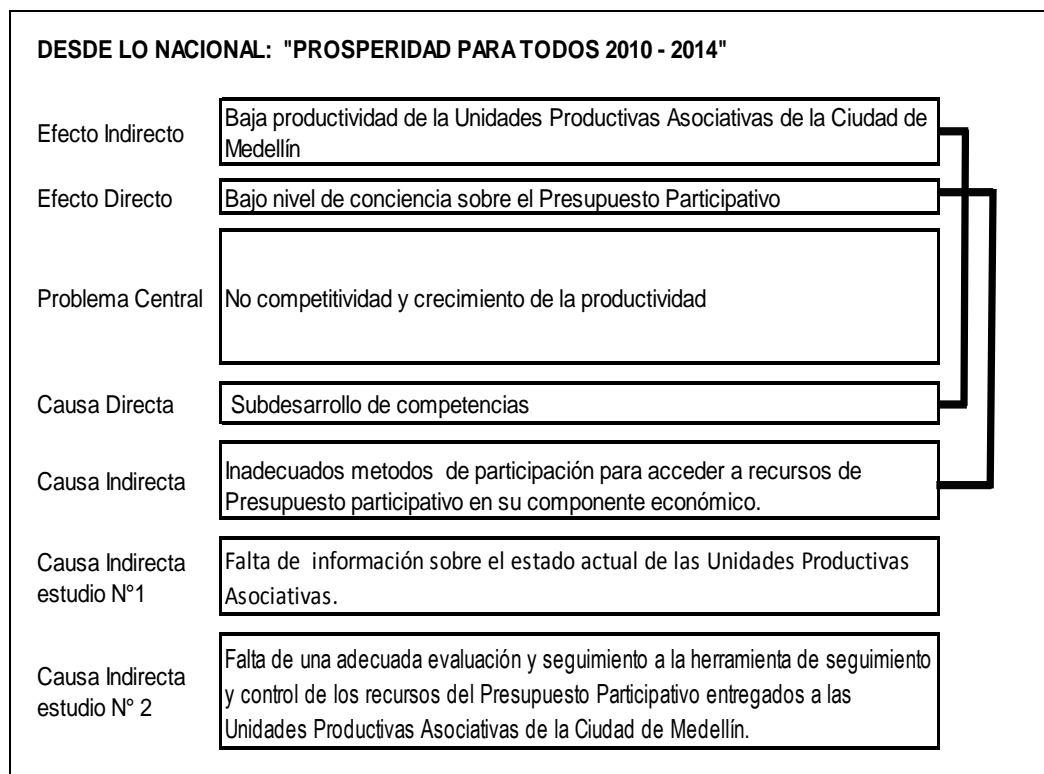 DESDE LO NACIONAL: "PROSPERIDAD PARA TODOS 2010 - 2014"
Efecto Indirecto
Baja productividad de la Unidades Productivas Asociativas de la Ciudad de
Medellín
Efecto Directo
Bajo nivel de conciencia sobre el Presupuesto Participativo
Problema Central
No competitividad y crecimiento de la productividad
Causa Directa
Subdesarrollo de competencias
Causa Indirecta
Inadecuados metodos de participación para acceder a recursos de
Presupuesto participativo en su componente económico.
Causa Indirecta
estudio N°1
Falta de información sobre el estado actual de las Unidades Productivas
Asociativas.
Causa Indirecta
estudio N° 2
Falta de una adecuada evaluación y seguimiento a la herramienta de seguimiento
y control de los recursos del Presupuesto Participativo entregados a las
Unidades Productivas Asociativas de la Ciudad de Medellín.